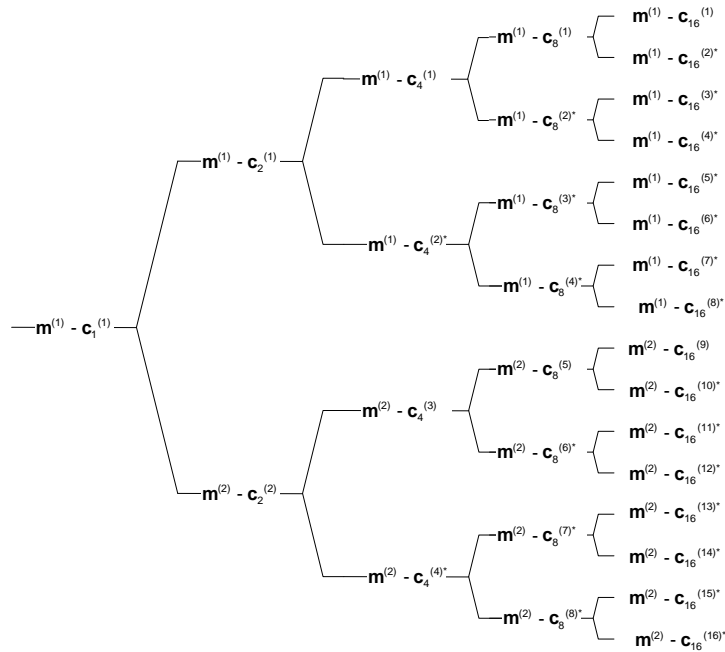 m(1) - c16(1)
m(1) - c8(1)
m(1) - c16(2)*
m(1) - c4(1)
m(1) - c16(3)*
m(1) - c8(2)*
m(1) - c16(4)*
m(1) - c2(1)
m(1) - c16(5)*
m(1) - c8(3)*
m(1) - c16(6)*
m(1) - c4(2)*
m(1) - c16(7)*
m(1) - c8(4)*
m(1) - c16(8)*
m(1) - c1(1)
m(2) - c16(9)
m(2) - c8(5)
m(2) - c16(10)*
m(2) - c4(3)
m(2) - c16(11)*
m(2) - c8(6)*
m(2) - c16(12)*
m(2) - c2(2)
m(2) - c16(13)*
m(2) - c8(7)*
m(2) - c16(14)*
m(2) - c4(4)*
m(2) - c16(15)*
m(2) - c8(8)*
m(2) - c16(16)*